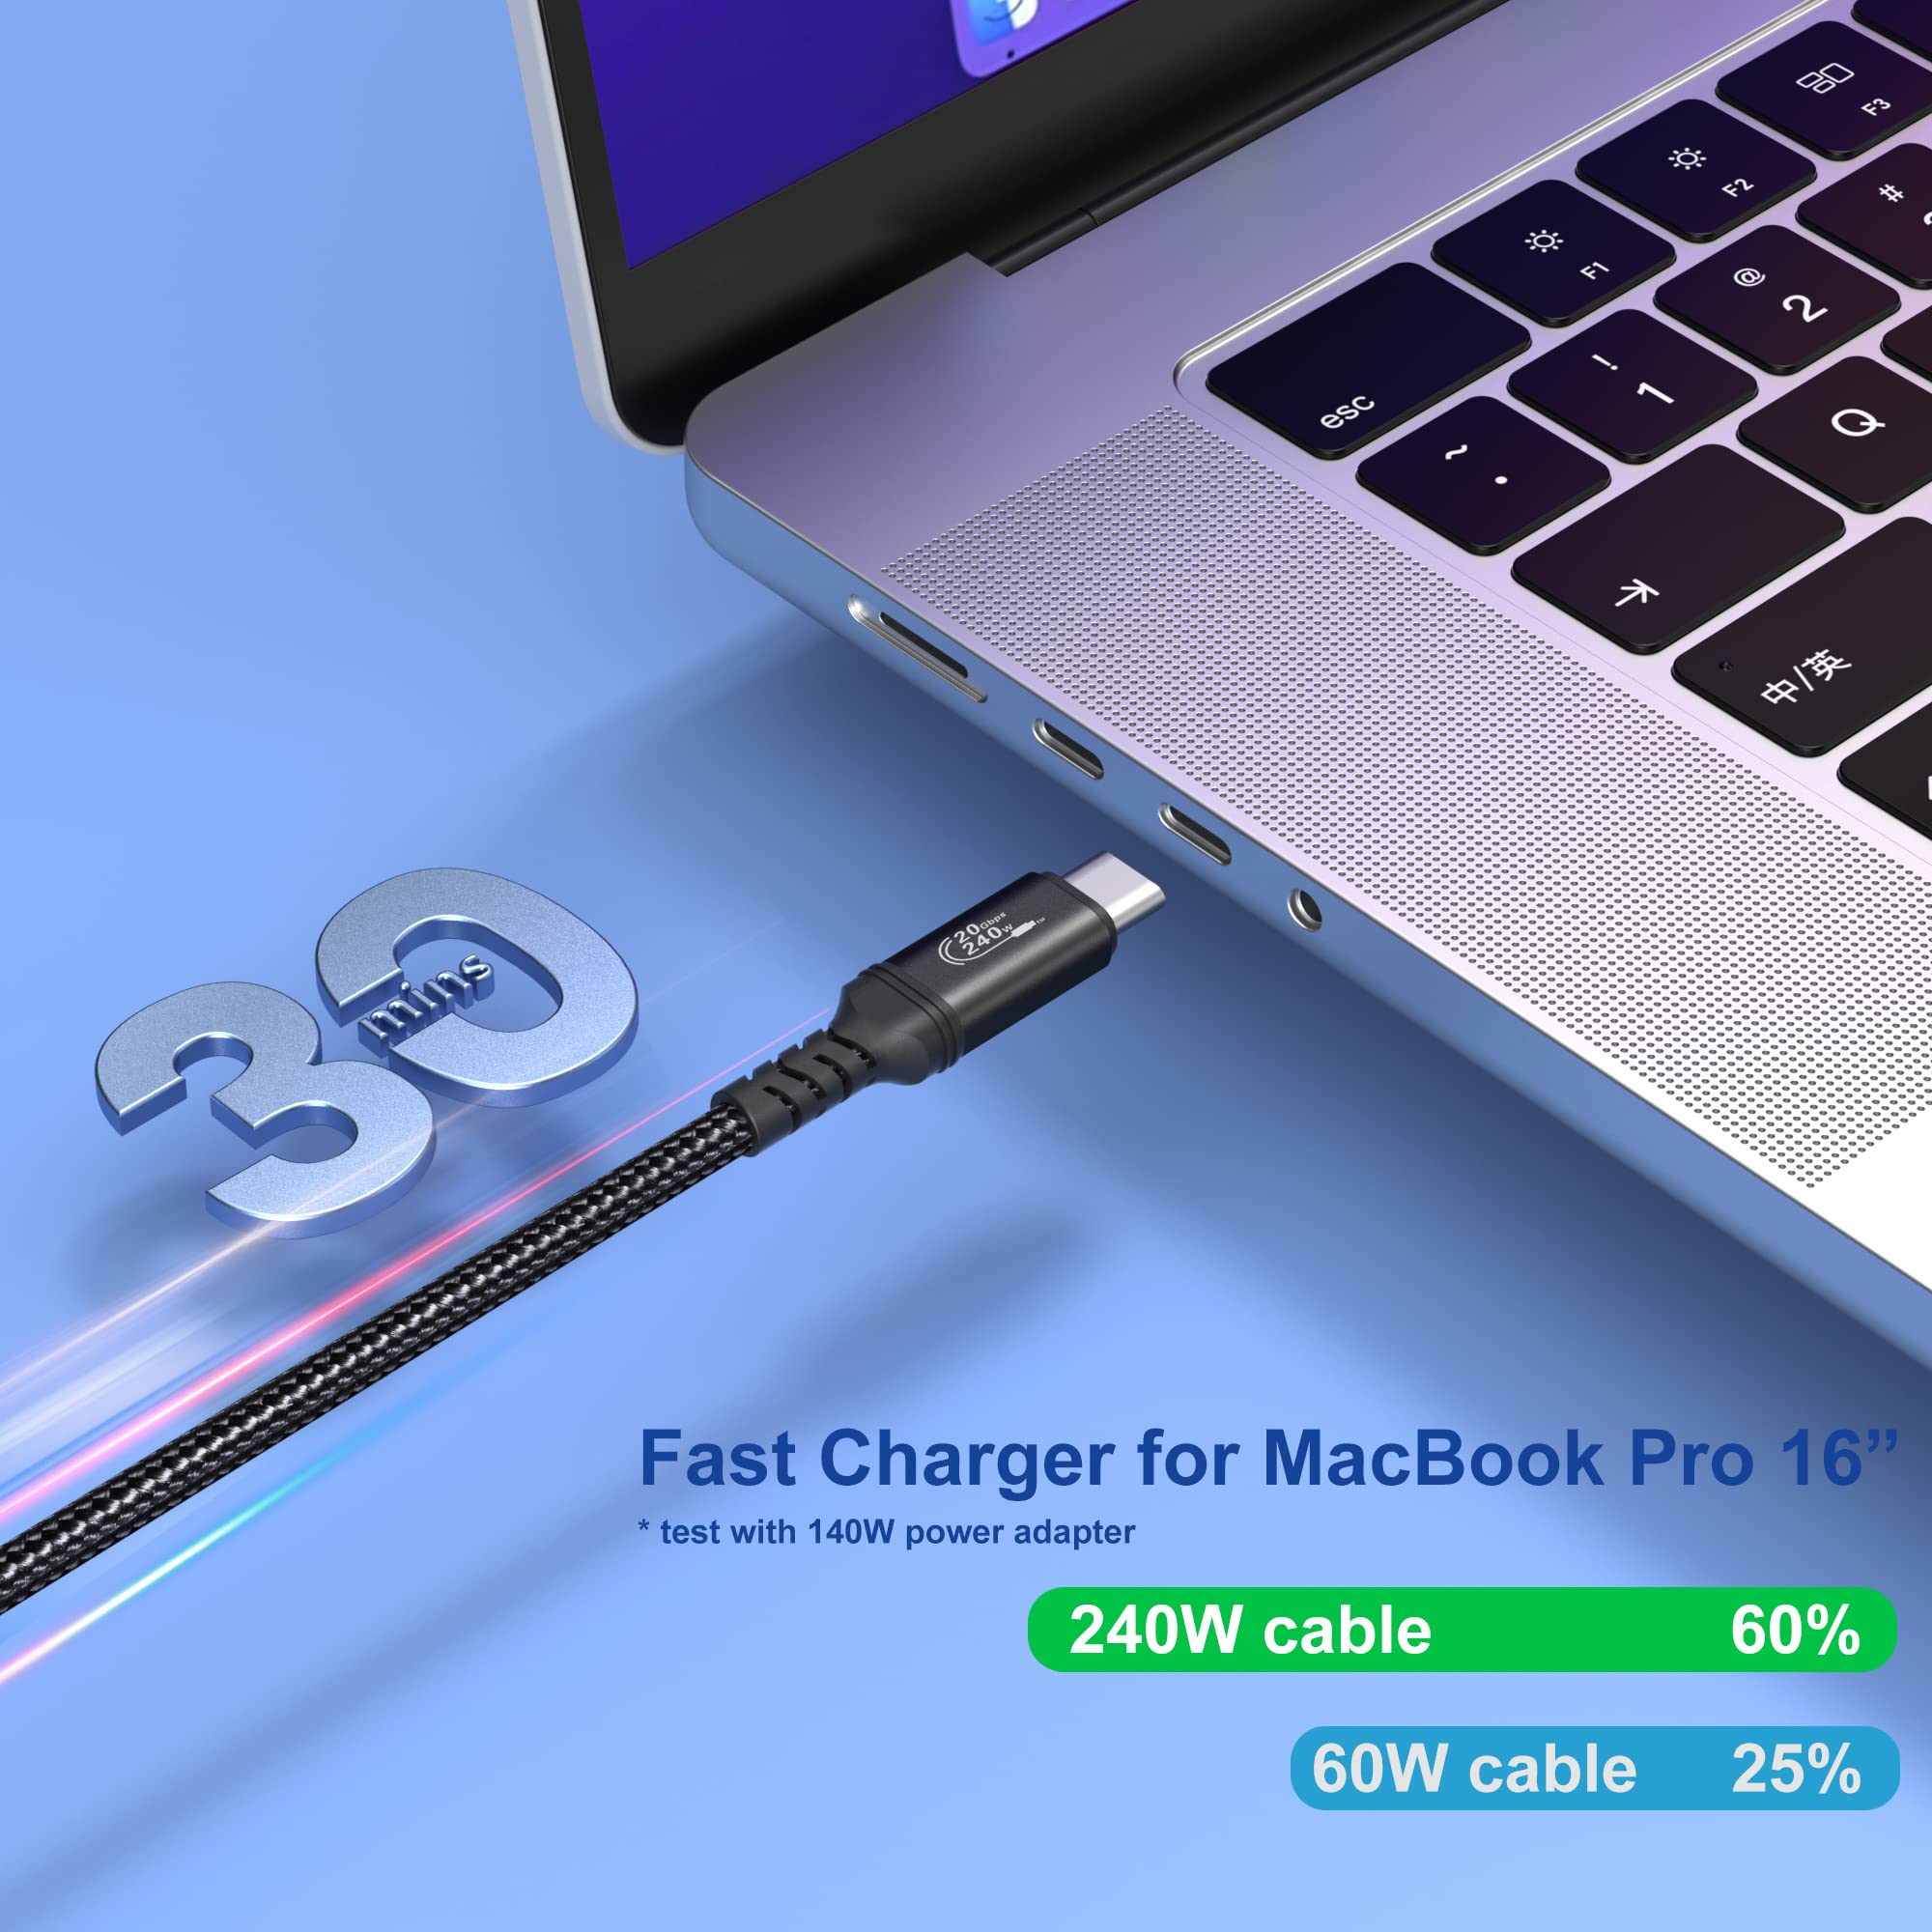 F3
F2
#
F1
@
2
!
1
esc
~
Q
中/英
20Gbps
240W
TM
30
mins
Fast Charger for MacBook Pro 16”
* test with 140W power adapter
240W cable 60%
60W cable 25%